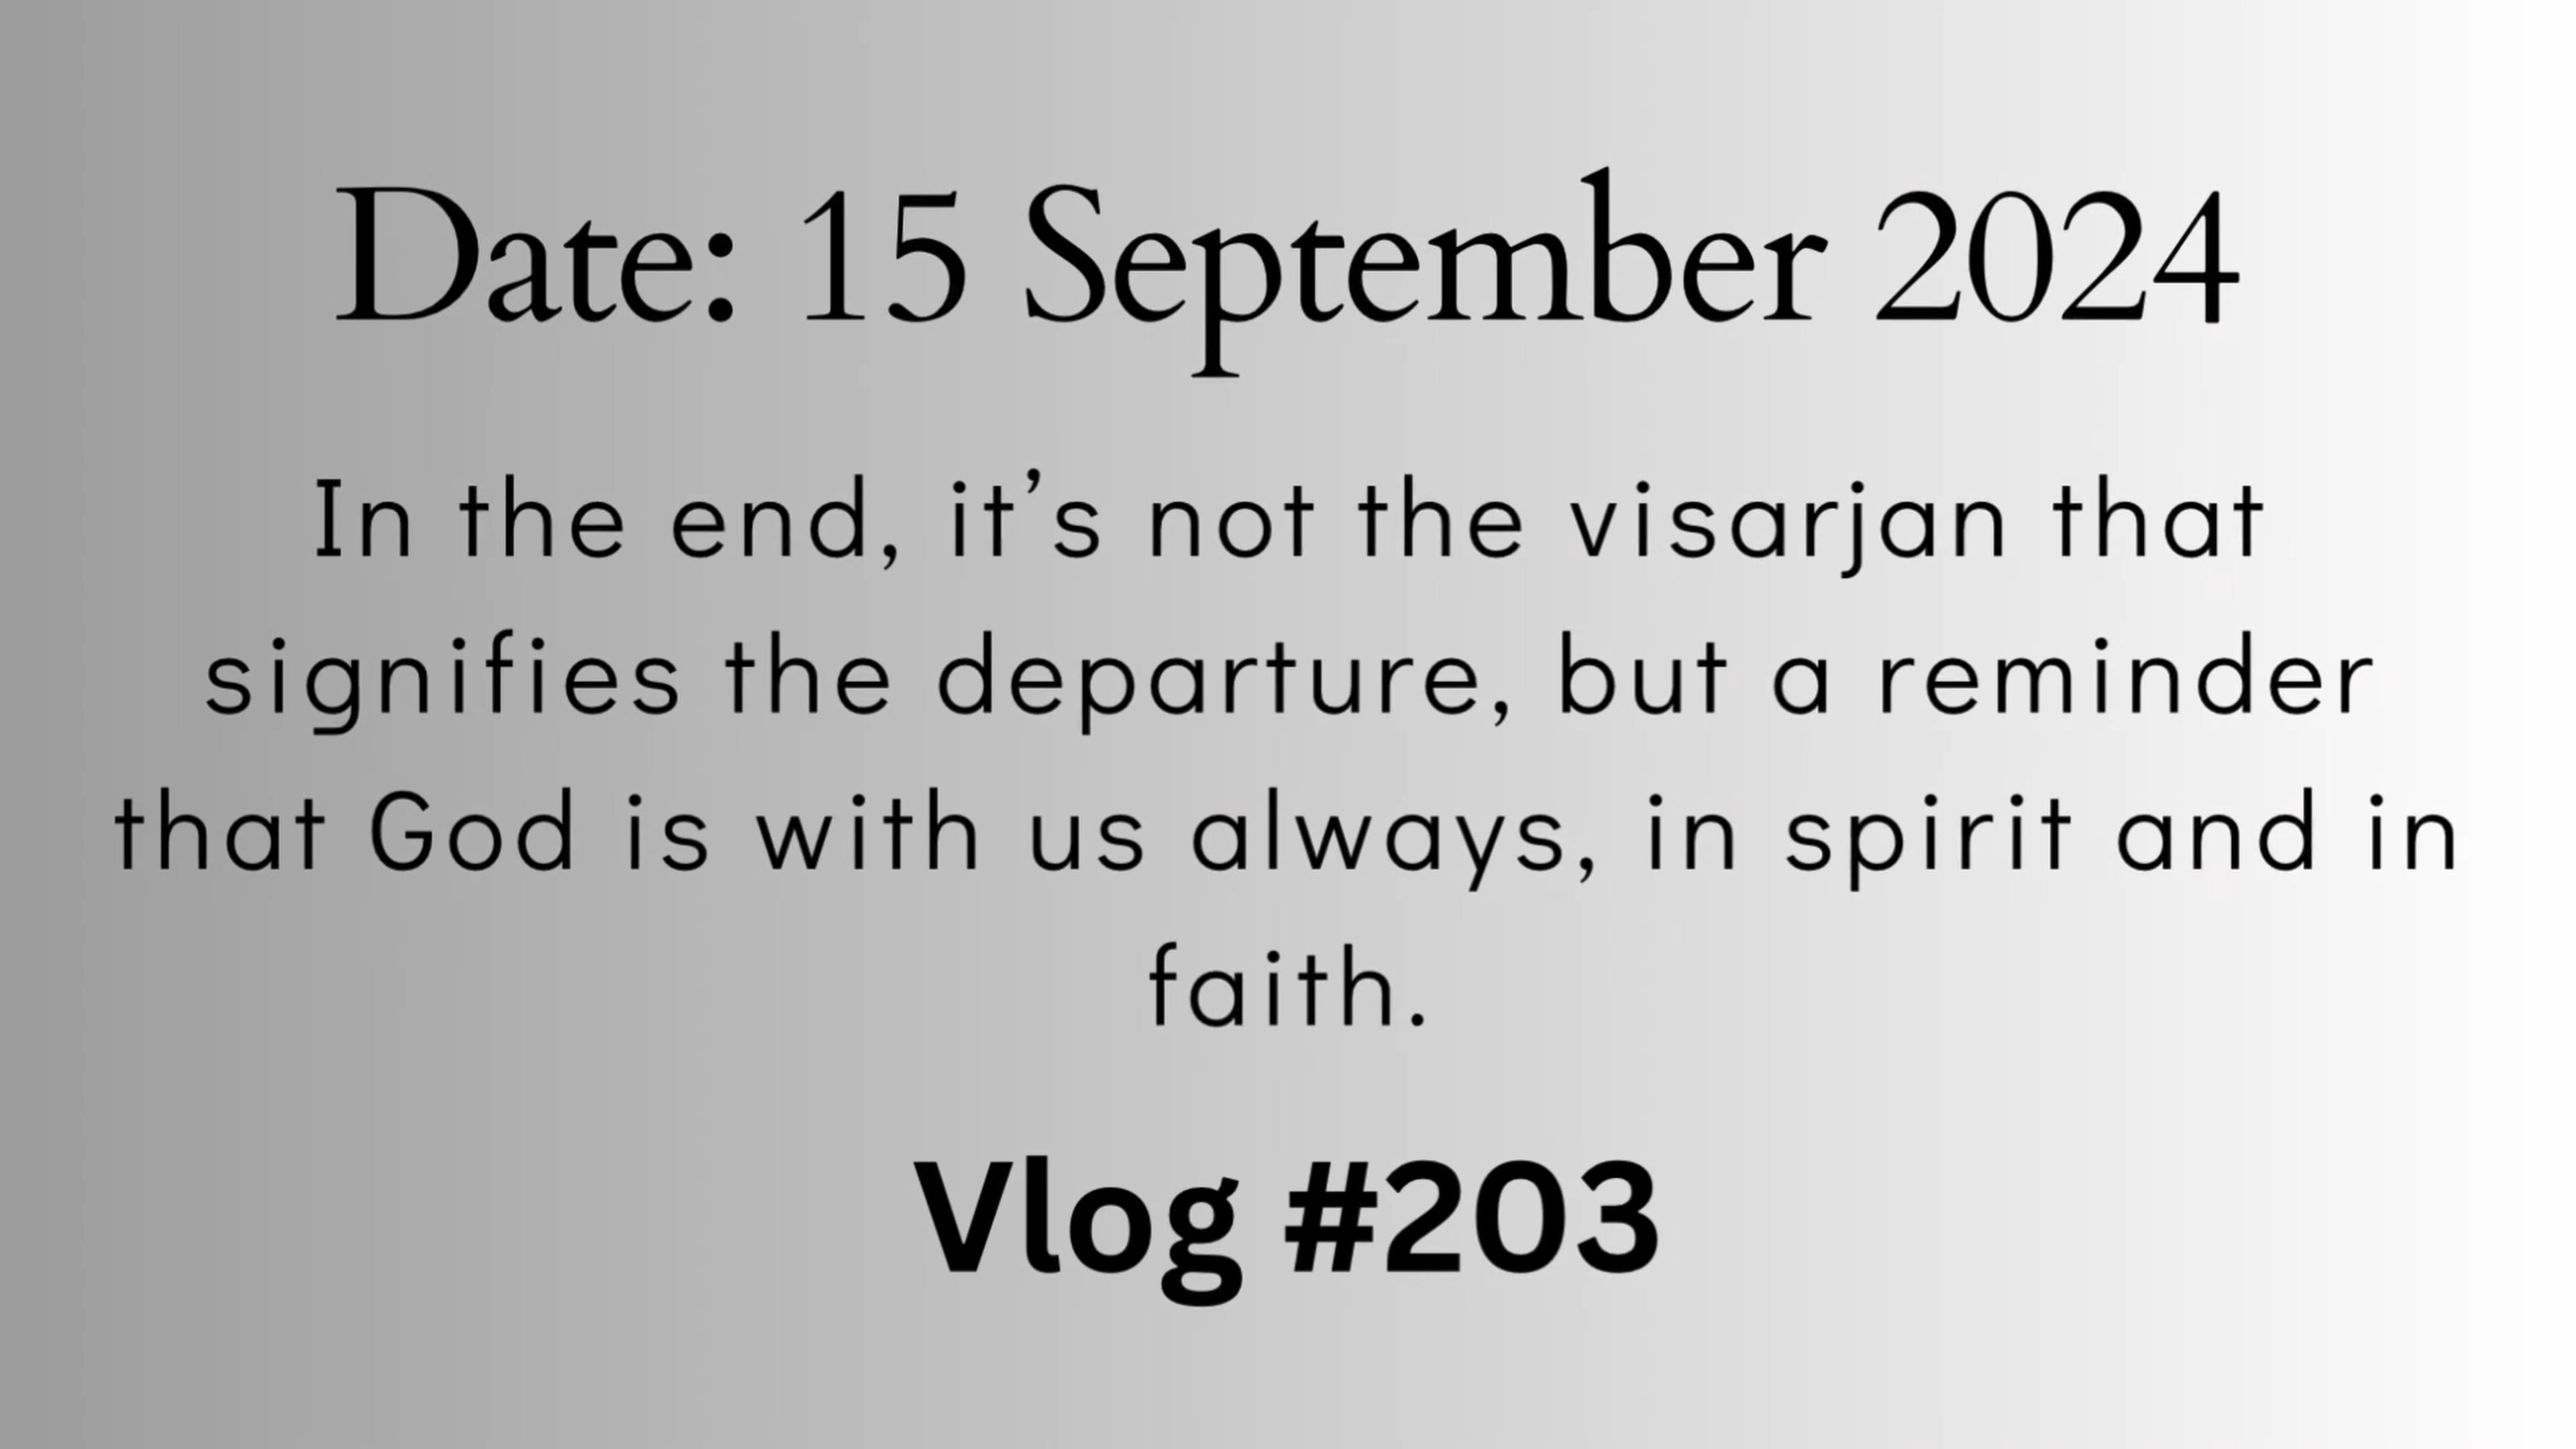 Date: 15 September 2024
In the end, it’s not the visarjan that
signifies the departure, but a reminder
that God is with us always, in spirit and in
faith.
Vlog #203